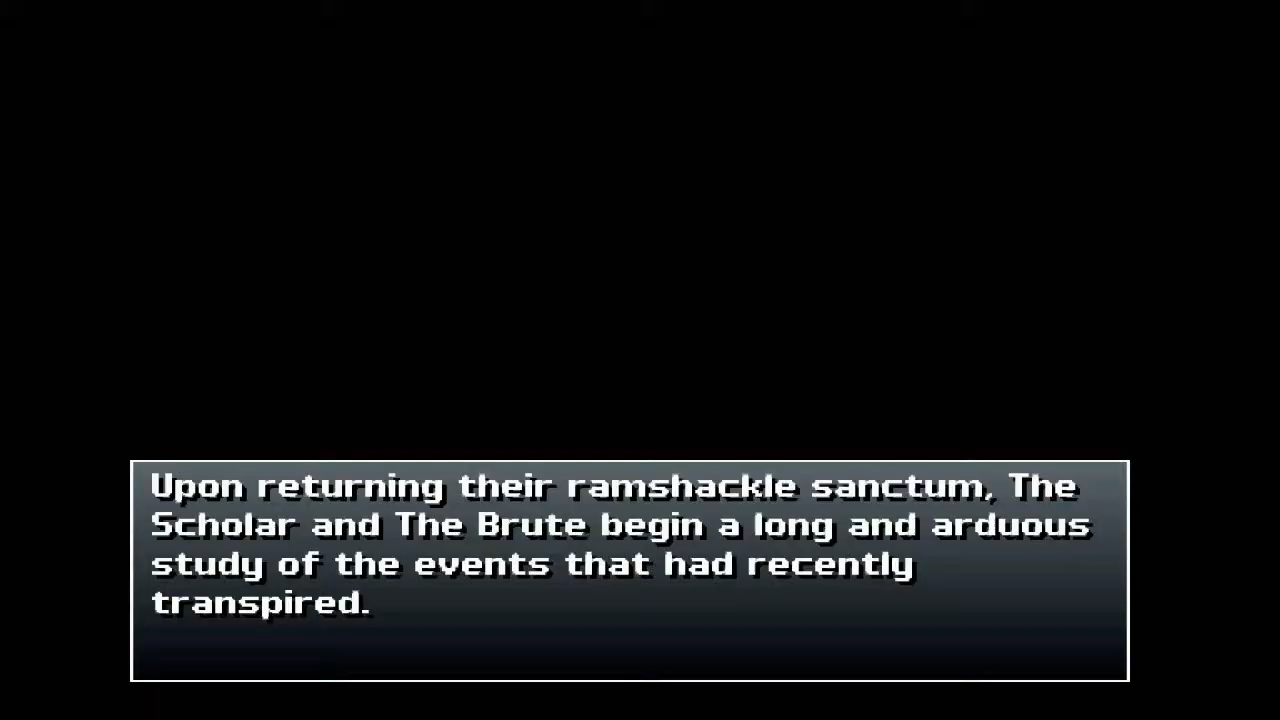 Upon returning their ramshackle sanctum, The
Scholar and The Brute begin a long and arduous
study of the events that had recently
transpired.